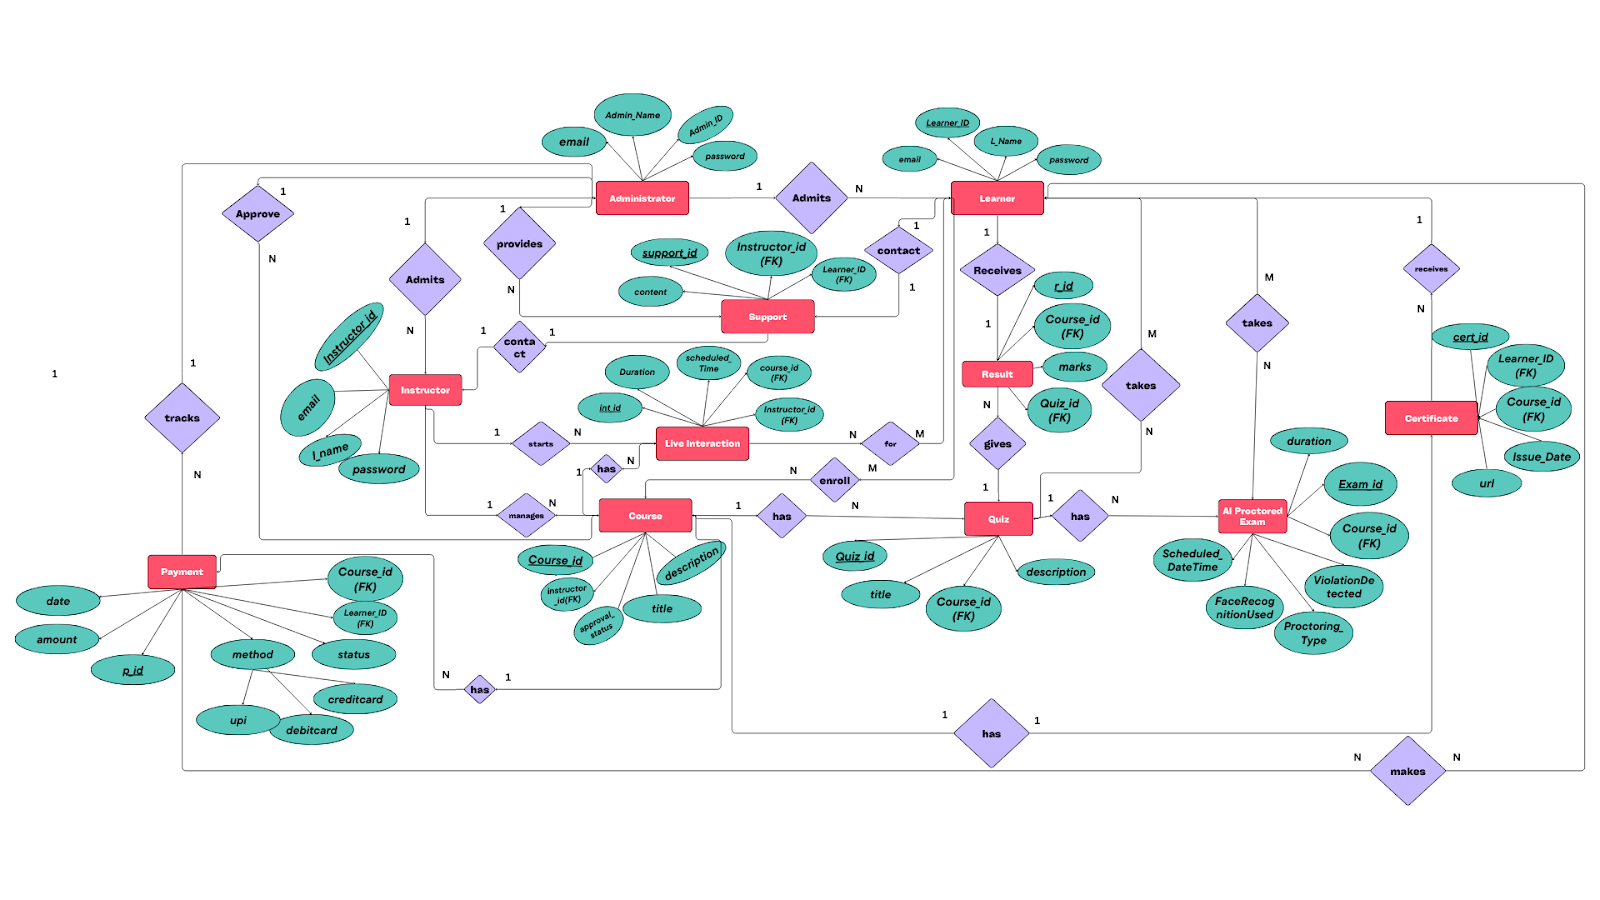 Admin_Name
Admin_ID
email
password
Learner_ID
L_Name
email
password
Administrator
1
Admits
N
Learner
1
Approve
N
1
provides
N
1
Admits
N
1
contact
1
support_id
Instructor_id
(FK)
Learner_ID
(FK)
content
Support
1
conta
ct
1
1
Receives
1
r_id
Course_id
(FK)
marks
Quiz_id
(FK)
Result
N
gives
1
M
takes
N
M
takes
N
1
receives
N
cert_id
Learner_ID
(FK)
Course_id
(FK)
Issue_Date
url
Certificate
1
1
tracks
N
Instructor_id
email
I_name
password
Instructor
Duration
scheduled_
Time
course_id
(FK)
int_id
Instructor_id
(FK)
1
starts
N
Live Interaction
N
for
M
1
has
N
N
enroll
M
1
manages
N
Course
1
has
N
Quiz
1
has
N
AI Proctored
Exam
duration
Exam_id
Course_id
(FK)
Scheduled_
DateTime
ViolationDe
tected
FaceRecog
nitionUsed
Proctoring_
Type
Course_id
instructor
_id(FK)
approval_
status
title
description
Quiz_id
title
Course_id
(FK)
description
Payment
date
amount
p_id
method
upi
debitcard
creditcard
status
Learner_ID
(FK)
Course_id
(FK)
N
has
1
1
has
1
N
makes
N